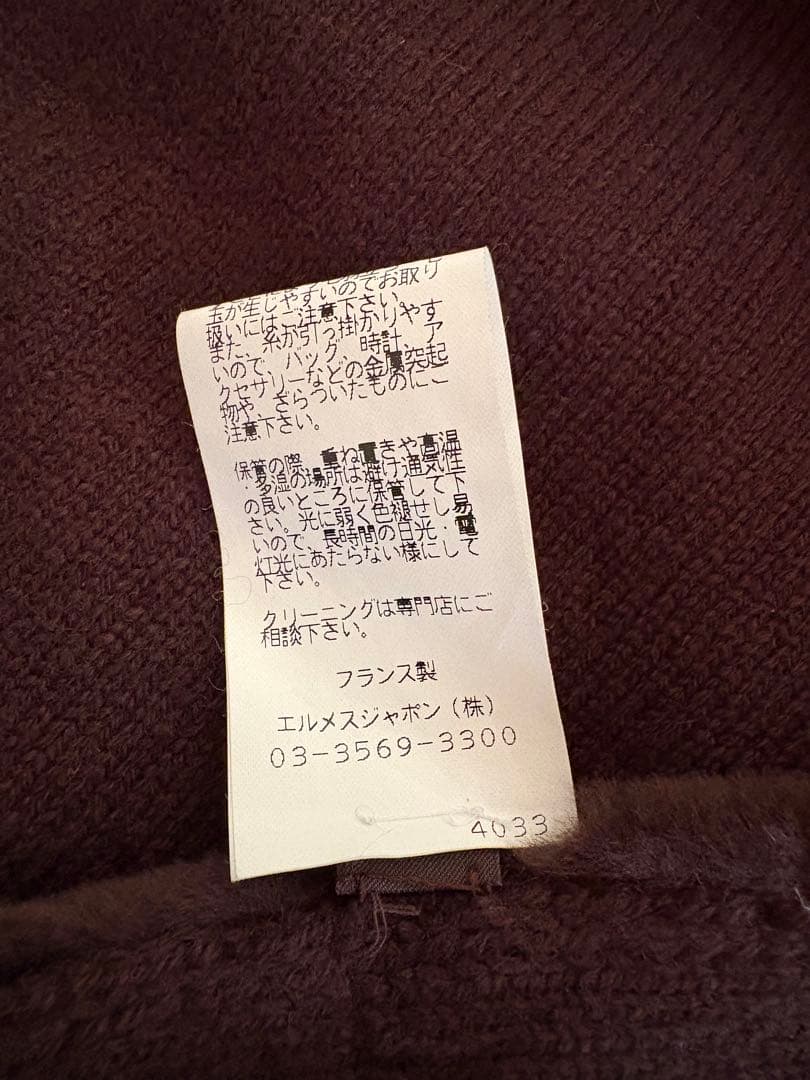 玉が生じやすいのでお取り
扱いにはご注意下さい。
また、糸が引っ掛かりやす
いので、バッグ、時計、ア
クセサリーなどの金属突起
物や、ざらついたものにご
注意下さい。
保管の際、重ね置きや高温
・多湿の場所は避け通気性
の良いところに保管して下
さい。光に弱く色褪せし易
いので、長時間の日光・電
灯光にあたらない様にして
下さい。
クリーニングは専門店にご
相談下さい。
フランス製
エルメスジャポン(株)
03-3569-3300
4033